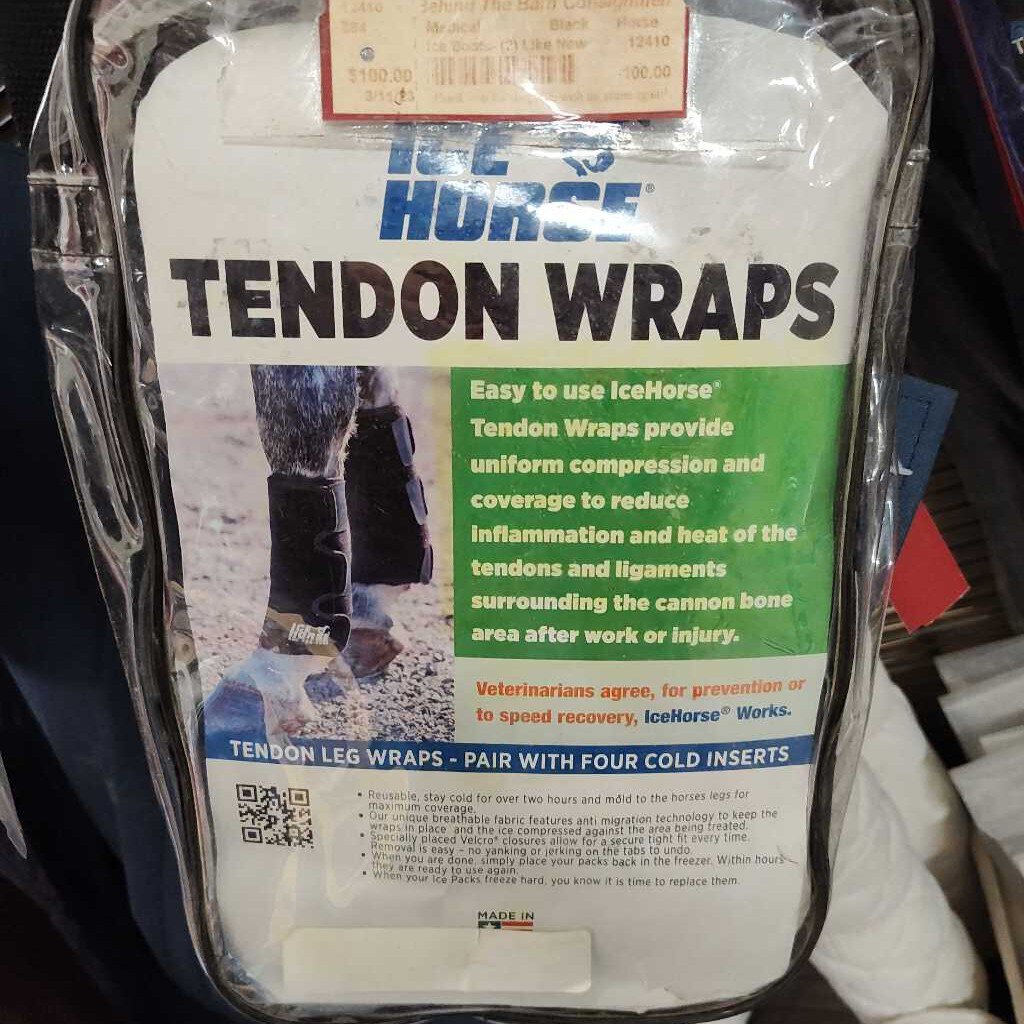 12410 Behind The Barn Consignment
384 Medical Black Horse
Ice Boots- (2) Like New 12410
$100.00 100.00
3/11/23
ICE
HORSE®
TENDON WRAPS
Easy to use IceHorse®
Tendon Wraps provide
uniform compression and
coverage to reduce
inflammation and heat of the
tendons and ligaments
surrounding the cannon bone
area after work or injury.
Veterinarians agree, for prevention or
to speed recovery, IceHorse® Works.
TENDON LEG WRAPS - PAIR WITH FOUR COLD INSERTS
• Reusable, stay cold for over two hours and mold to the horses legs for
maximum coverage.
• Our unique breathable fabric features anti migration technology to keep the
wraps in place and the ice compressed against the area being treated.
• Specially placed Velcro® closures allow for a secure tight fit every time.
Removal is easy - no yanking or jerking on the tabs to undo.
• When you are done, simply place your packs back in the freezer. Within hours
they are ready to use again.
• When your Ice Packs freeze hard, you know it is time to replace them.
MADE IN